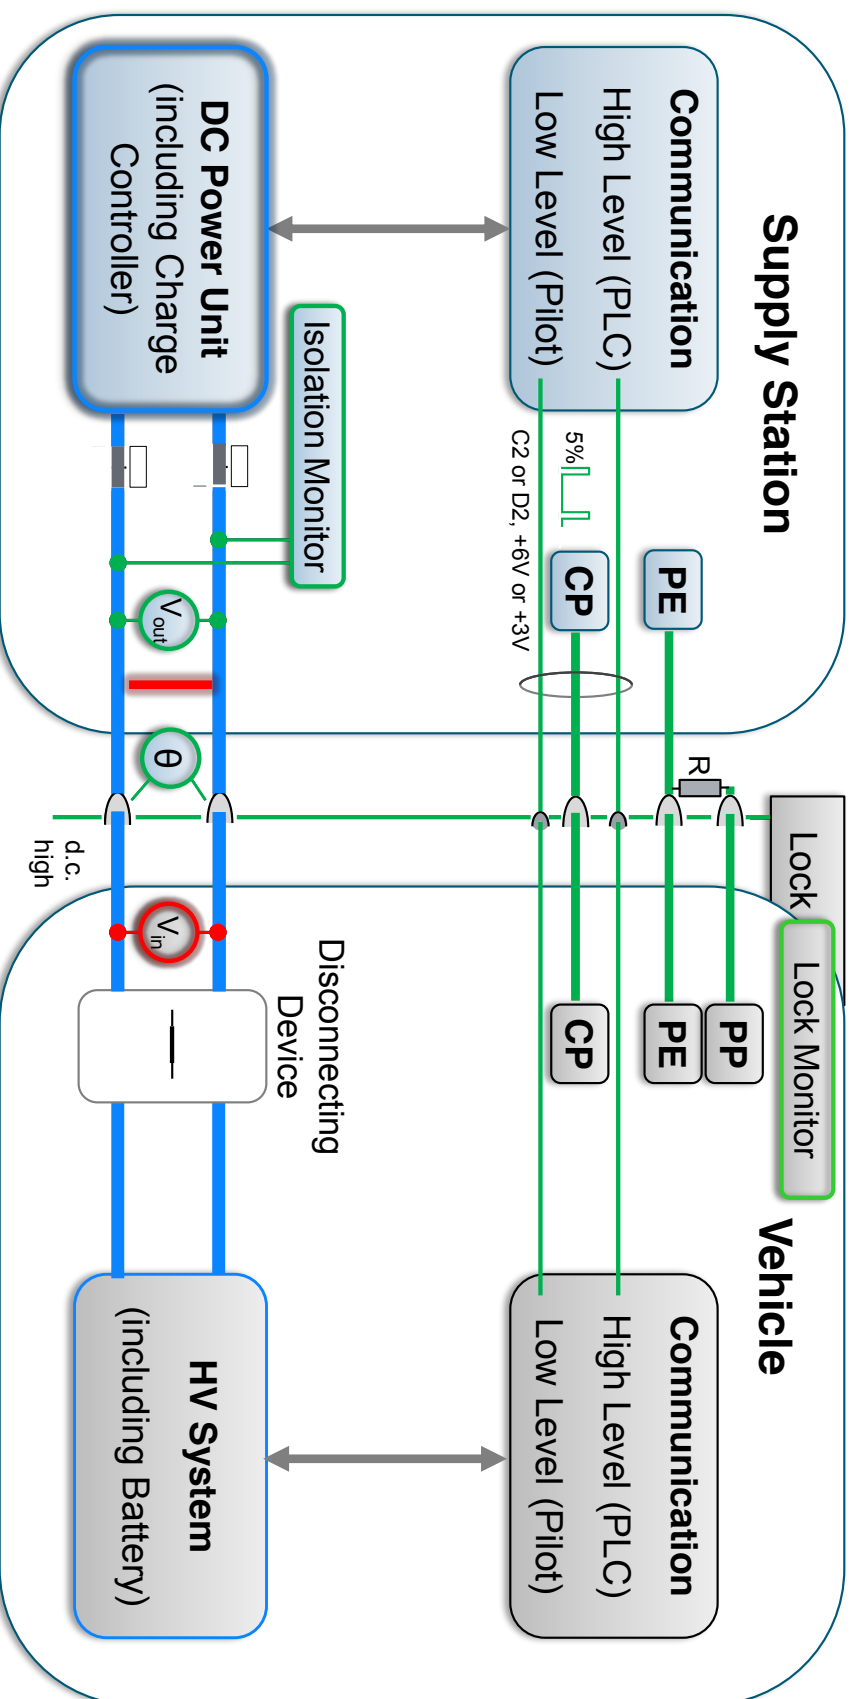 Supply Station
Communication
High Level (PLC)
Low Level (Pilot)
DC Power Unit
(including Charge
Controller)
Isolation Monitor
5%
C2 or D2, +6V or +3V
PE
CP
Vout
θ
R
d.c.
high
Lock
Lock Monitor
Vin
PP
PE
CP
Disconnecting
Device
Vehicle
Communication
High Level (PLC)
Low Level (Pilot)
HV System
(including Battery)